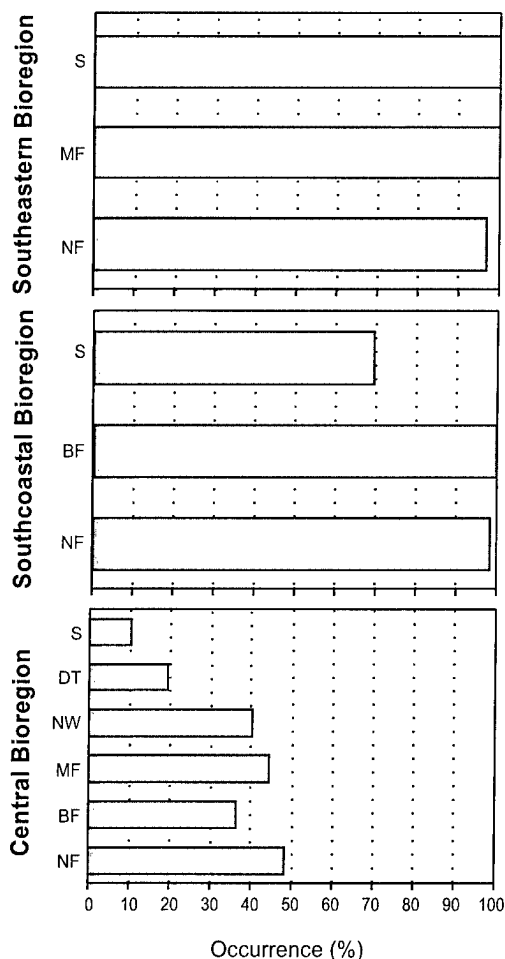 Southeastern Bioregion
S
MF
NF
Southcoastal Bioregion
S
BF
NF
Central Bioregion
S
DT
NW
MF
BF
NF
0 10 20 30 40 50 60 70 80 90 100
Occurrence (%)